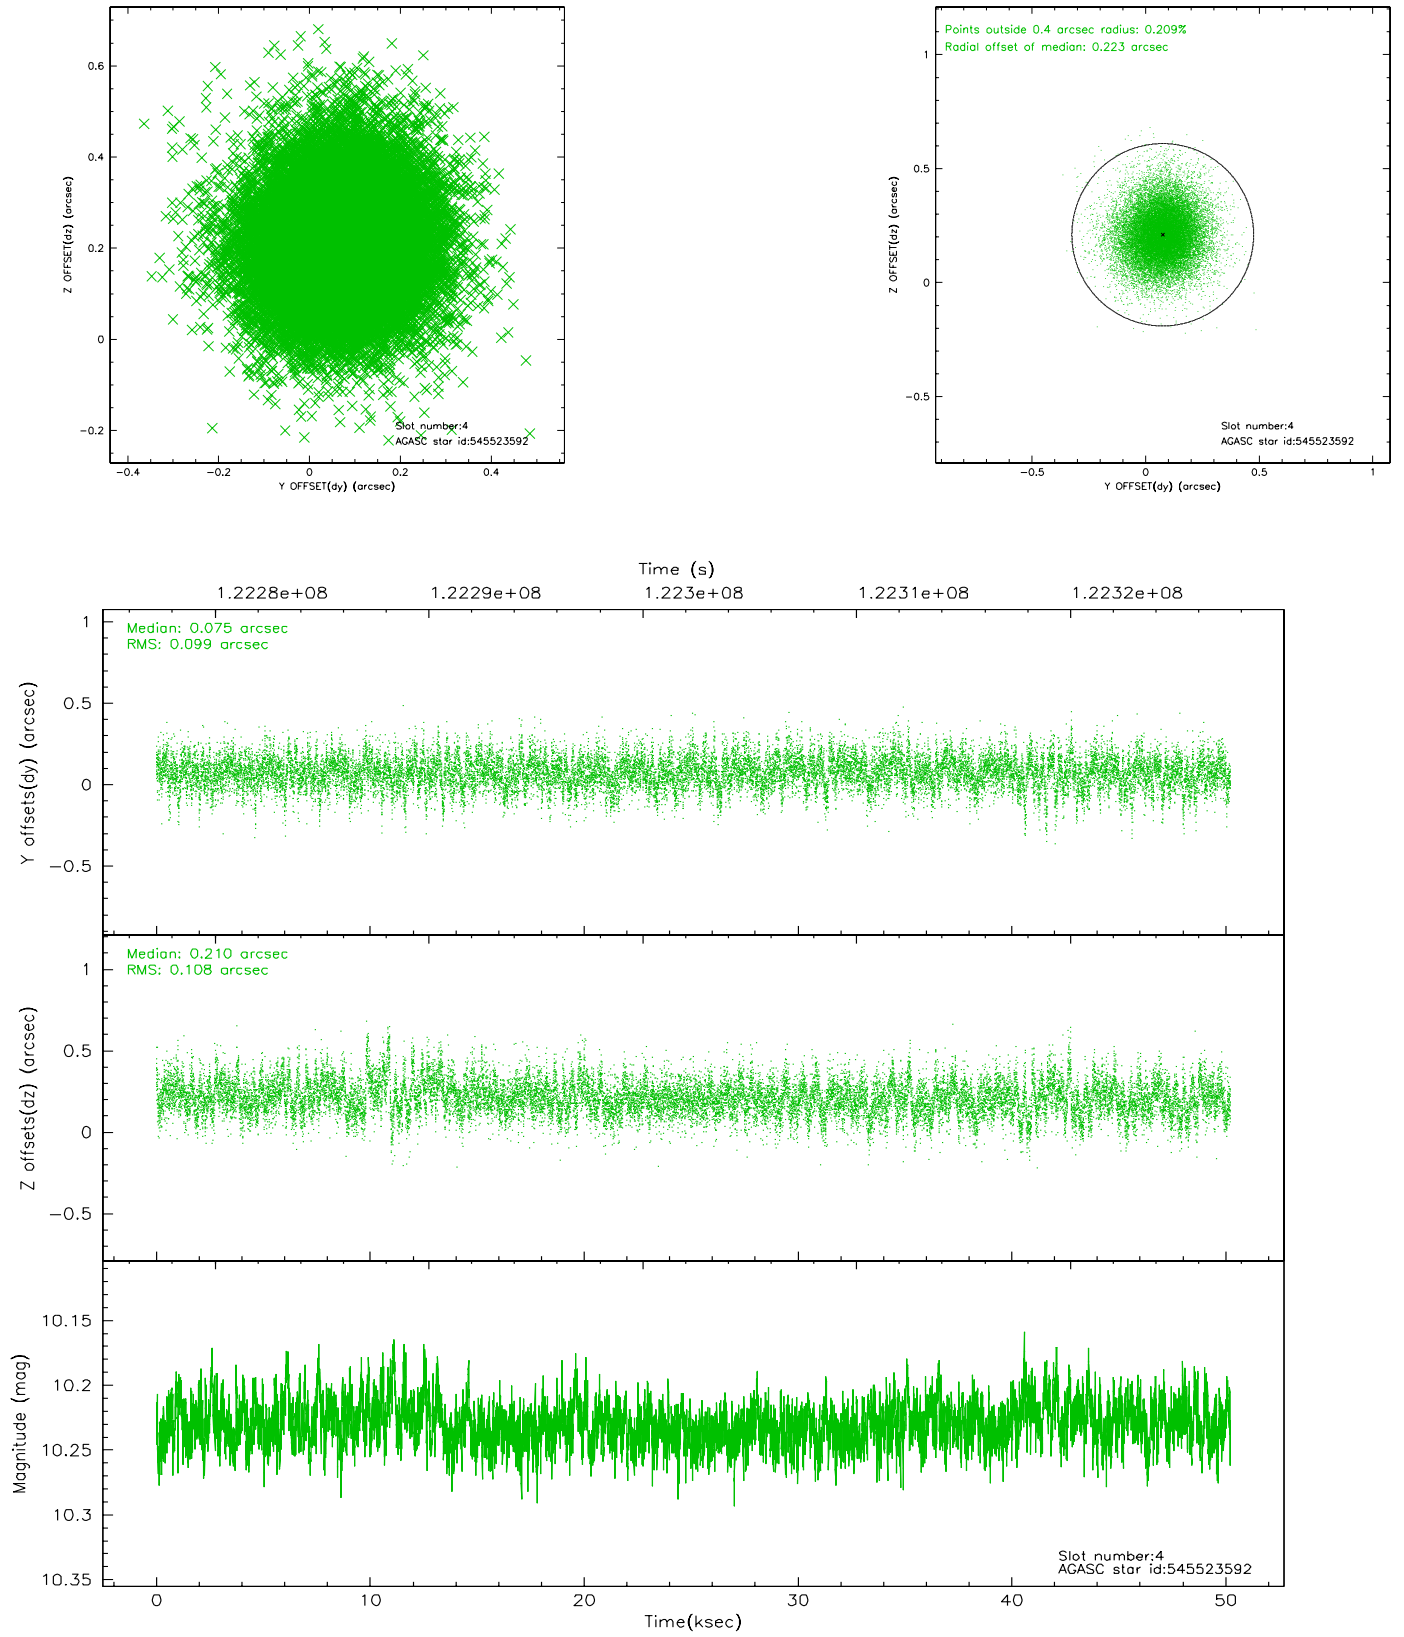 0.6
0.4
0.2
0
−0.2
Z OFFSET(dz) (arcsec)
Slot number:4
AGASC star id:545523592
−0.4 −0.2 0 0.2 0.4
Y OFFSET(dy) (arcsec)
Points outside 0.4 arcsec radius: 0.209%
Radial offset of median: 0.223 arcsec
1
0.5
0
−0.5
Z OFFSET(dz) (arcsec)
Slot number:4
AGASC star id:545523592
−0.5 0 0.5 1
Y OFFSET(dy) (arcsec)
Time (s)
1.2228e+08 1.2229e+08 1.223e+08 1.2231e+08 1.2232e+08
Median: 0.075 arcsec
RMS: 0.099 arcsec
1
0.5
0
−0.5
Y offsets(dy) (arcsec)
Median: 0.210 arcsec
RMS: 0.108 arcsec
1
0.5
0
−0.5
Z offsets(dz) (arcsec)
10.15
10.2
10.25
10.3
10.35
Magnitude (mag)
Slot number:4
AGASC star id:545523592
0 10 20 30 40 50
Time(ksec)